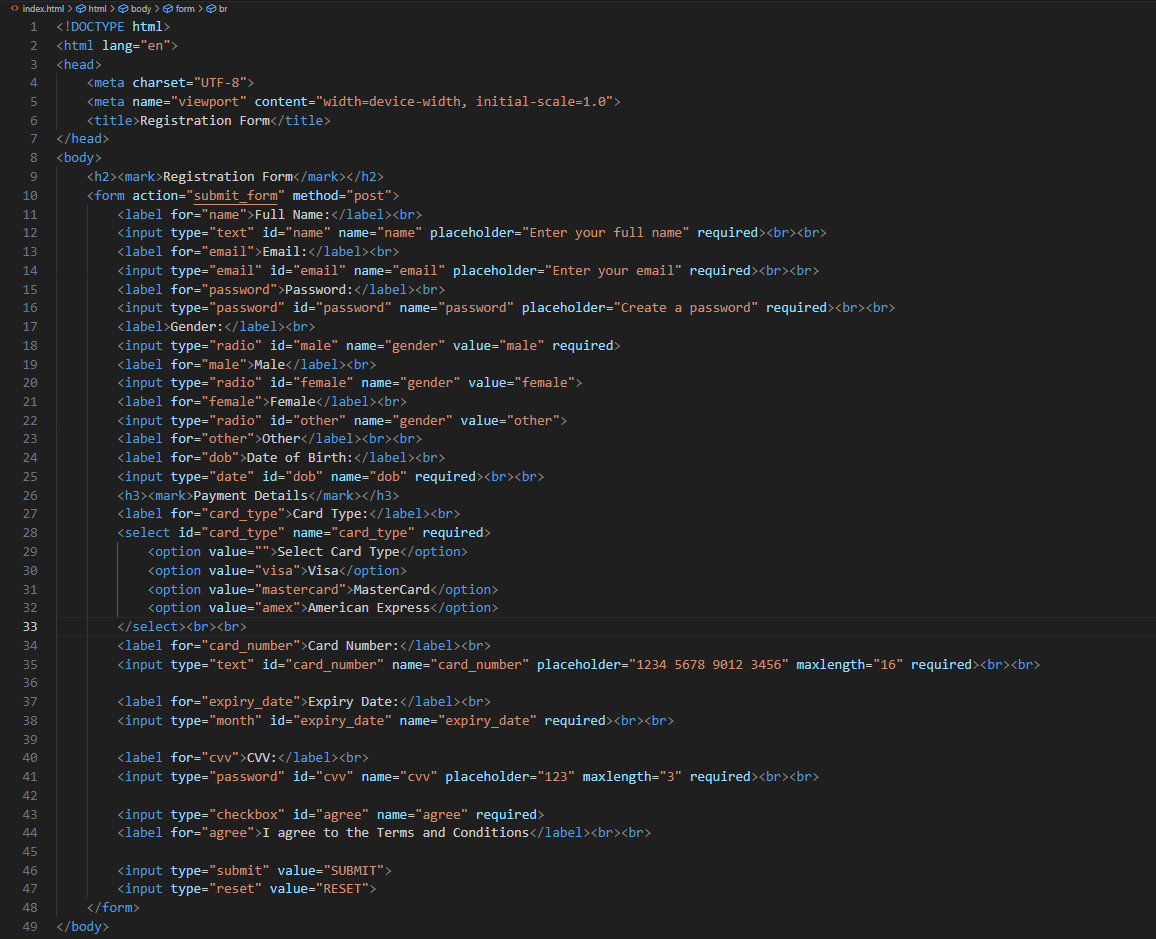 index.html > html > body > form > br
1 <!DOCTYPE html>
2 <html lang="en">
3 <head>
4     <meta charset="UTF-8">
5     <meta name="viewport" content="width=device-width, initial-scale=1.0">
6     <title>Registration Form</title>
7 </head>
8 <body>
9     <h2><mark>Registration Form</mark></h2>
10     <form action="submit_form" method="post">
11         <label for="name">Full Name:</label><br>
12         <input type="text" id="name" name="name" placeholder="Enter your full name" required><br><br>
13         <label for="email">Email:</label><br>
14         <input type="email" id="email" name="email" placeholder="Enter your email" required><br><br>
15         <label for="password">Password:</label><br>
16         <input type="password" id="password" name="password" placeholder="Create a password" required><br><br>
17         <label>Gender:</label><br>
18         <input type="radio" id="male" name="gender" value="male" required>
19         <label for="male">Male</label><br>
20         <input type="radio" id="female" name="gender" value="female">
21         <label for="female">Female</label><br>
22         <input type="radio" id="other" name="gender" value="other">
23         <label for="other">Other</label><br><br>
24         <label for="dob">Date of Birth:</label><br>
25         <input type="date" id="dob" name="dob" required><br><br>
26         <h3><mark>Payment Details</mark></h3>
27         <label for="card_type">Card Type:</label><br>
28         <select id="card_type" name="card_type" required>
29             <option value="">Select Card Type</option>
30             <option value="visa">Visa</option>
31             <option value="mastercard">MasterCard</option>
32             <option value="amex">American Express</option>
33         </select><br><br>
34         <label for="card_number">Card Number:</label><br>
35         <input type="text" id="card_number" name="card_number" placeholder="1234 5678 9012 3456" maxlength="16" required><br><br>
36
37         <label for="expiry_date">Expiry Date:</label><br>
38         <input type="month" id="expiry_date" name="expiry_date" required><br><br>
39
40         <label for="cvv">CVV:</label><br>
41         <input type="password" id="cvv" name="cvv" placeholder="123" maxlength="3" required><br><br>
42
43         <input type="checkbox" id="agree" name="agree" required>
44         <label for="agree">I agree to the Terms and Conditions</label><br><br>
45
46         <input type="submit" value="SUBMIT">
47         <input type="reset" value="RESET">
48     </form>
49 </body>